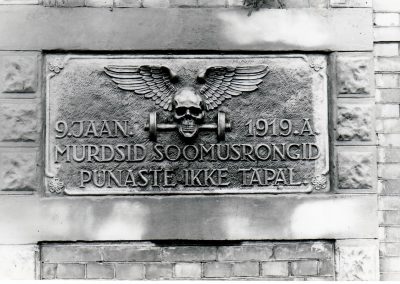 9. JAAN. 1919. A.
MURDSID SOOMUSRONGID
PUNASTE IKKE TAPAL.